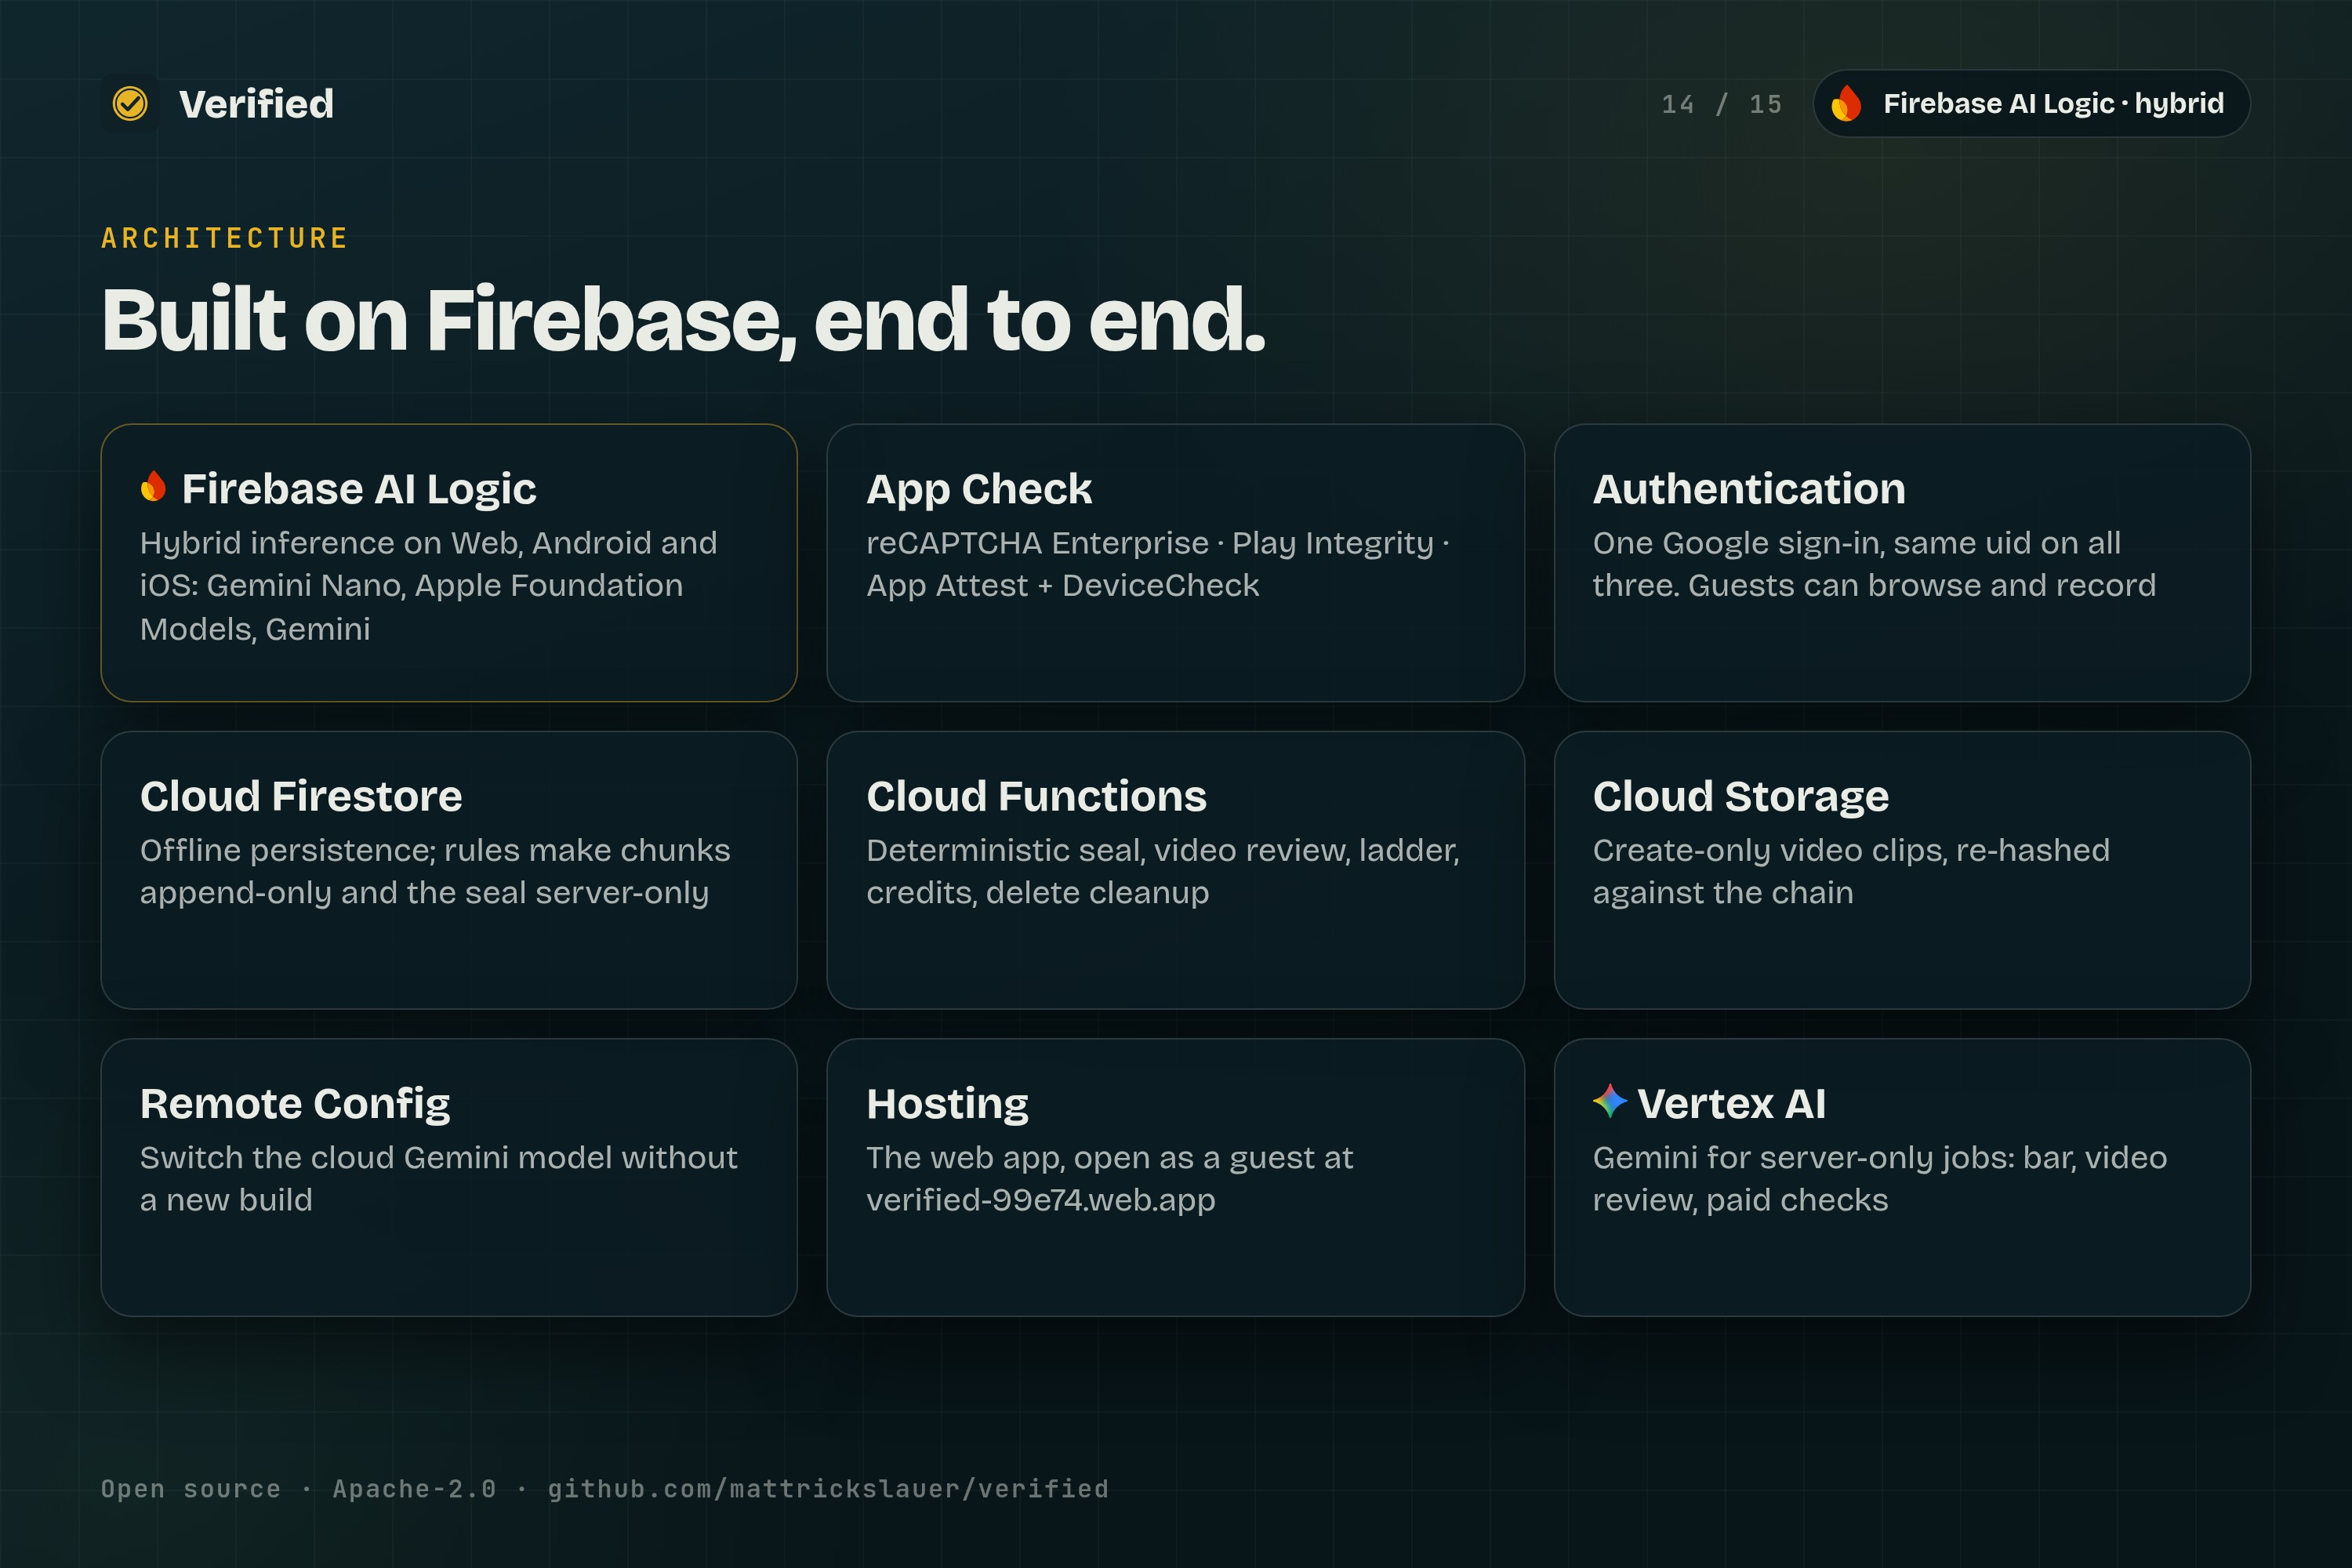 Verified
14 / 15
Firebase AI Logic · hybrid
ARCHITECTURE
Built on Firebase, end to end.
Firebase AI Logic
Hybrid inference on Web, Android and
iOS: Gemini Nano, Apple Foundation
Models, Gemini
App Check
reCAPTCHA Enterprise · Play Integrity ·
App Attest + DeviceCheck
Authentication
One Google sign-in, same uid on all
three. Guests can browse and record
Cloud Firestore
Offline persistence; rules make chunks
append-only and the seal server-only
Cloud Functions
Deterministic seal, video review, ladder,
credits, delete cleanup
Cloud Storage
Create-only video clips, re-hashed
against the chain
Remote Config
Switch the cloud Gemini model without
a new build
Hosting
The web app, open as a guest at
verified-99e74.web.app
Vertex AI
Gemini for server-only jobs: bar, video
review, paid checks
Open source · Apache-2.0 · github.com/mattrickslauer/verified